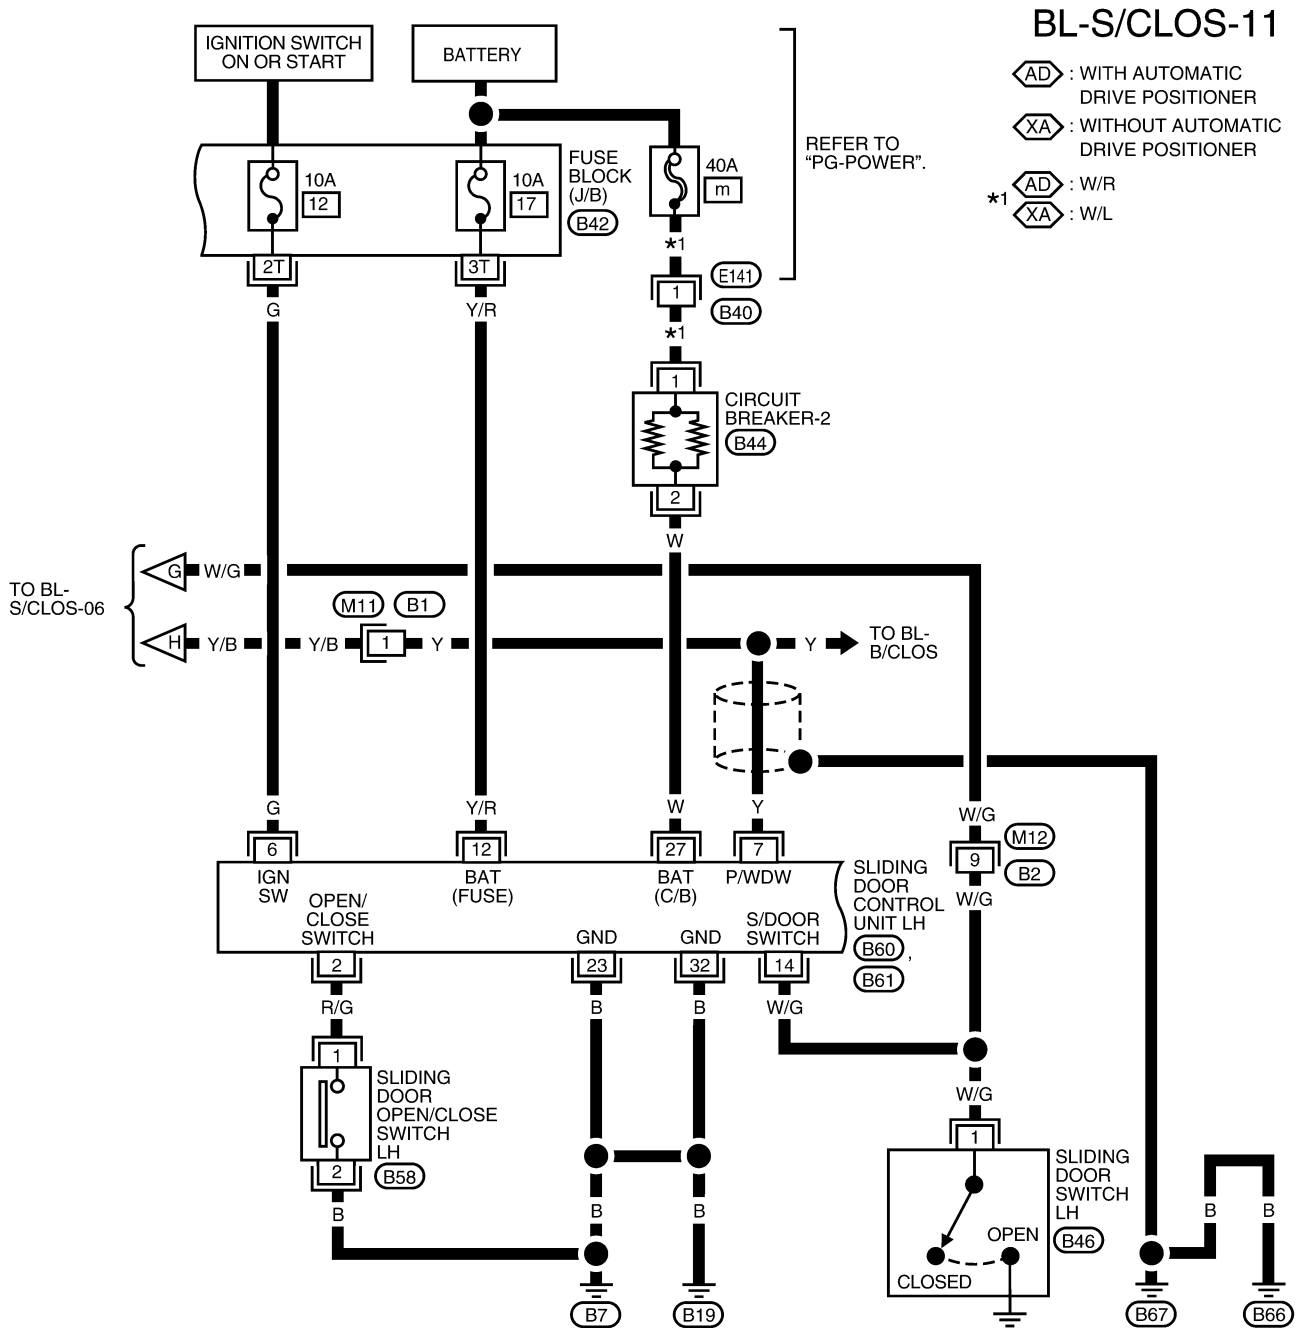 BL-S/CLOS-11
AD : WITH AUTOMATIC
DRIVE POSITIONER
XA : WITHOUT AUTOMATIC
DRIVE POSITIONER
*1 AD : W/R
XA : W/L
IGNITION SWITCH
ON OR START
BATTERY
REFER TO
“PG-POWER”.
FUSE
BLOCK
(J/B)
B42
10A
12
10A
17
40A
m
2T
3T
*1
E141
1
B40
G
Y/R
*1
1
CIRCUIT
BREAKER-2
B44
2
W
TO BL-
S/CLOS-06
G
W/G
M11
B1
H
Y/B
Y/B
1
Y
Y
TO BL-
B/CLOS
G
Y/R
W
Y
W/G
M12
9
B2
W/G
6
12
27
7
IGN
SW
BAT
(FUSE)
BAT
(C/B)
P/WDW
SLIDING
DOOR
CONTROL
UNIT LH
B60 ,
B61
OPEN/
CLOSE
SWITCH
GND
GND
S/DOOR
SWITCH
2
23
32
14
R/G
B
B
W/G
1
SLIDING
DOOR
OPEN/CLOSE
SWITCH
LH
B58
2
B
B
B
W/G
1
SLIDING
DOOR
SWITCH
LH
B46
OPEN
CLOSED
B
B
B7
B19
B67
B66